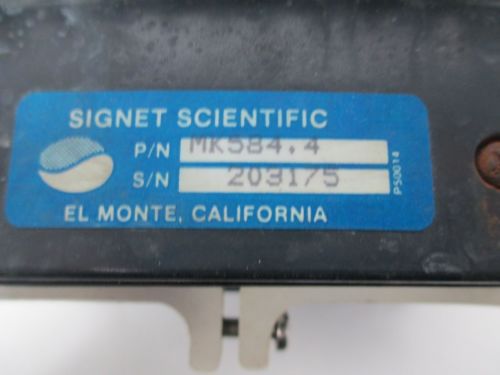 SIGNET SCIENTIFIC
P/N MK584.4
S/N 203175
EL MONTE, CALIFORNIA
P50014